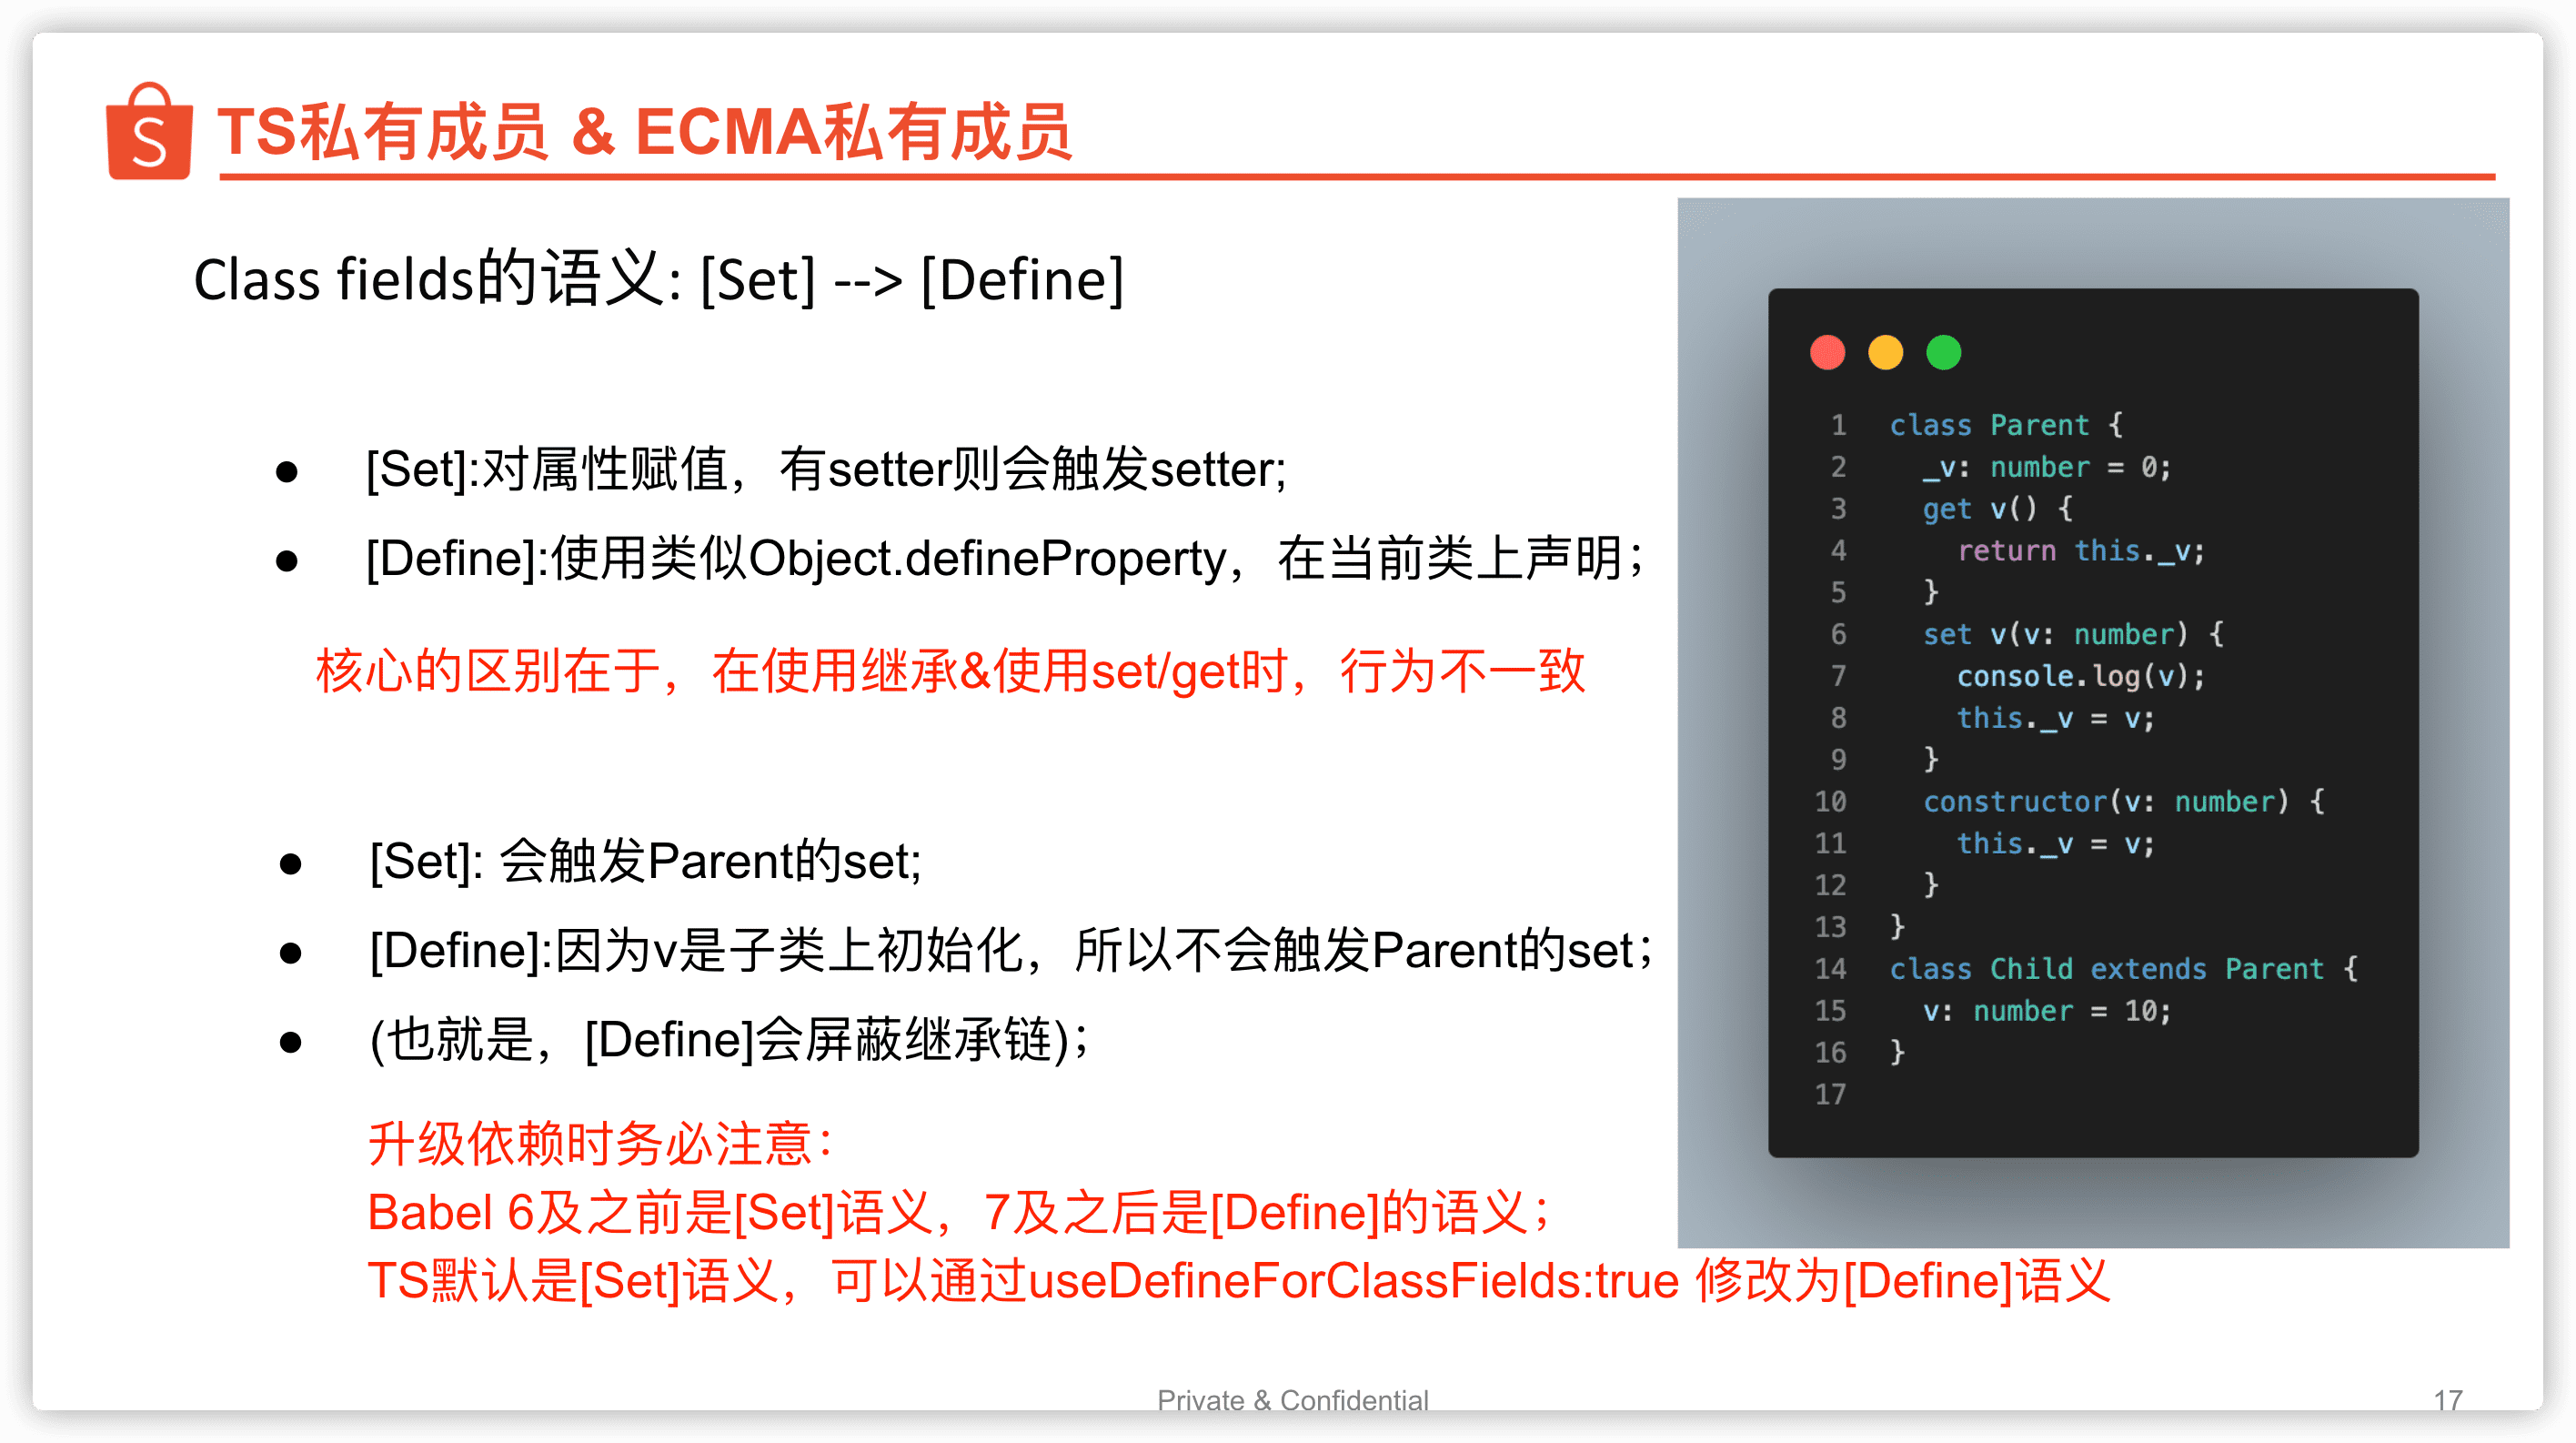 S
TS私有成员 & ECMA私有成员
Class fields的语义: [Set] --> [Define]
● [Set]:对属性赋值，有setter则会触发setter;
● [Define]:使用类似Object.defineProperty，在当前类上声明；
核心的区别在于，在使用继承&使用set/get时，行为不一致
● [Set]: 会触发Parent的set;
● [Define]:因为v是子类上初始化，所以不会触发Parent的set；
● (也就是，[Define]会屏蔽继承链)；
升级依赖时务必注意：
Babel 6及之前是[Set]语义，7及之后是[Define]的语义；
TS默认是[Set]语义，可以通过useDefineForClassFields:true 修改为[Define]语义
1 class Parent {
2 _v: number = 0;
3 get v() {
4 return this._v;
5 }
6 set v(v: number) {
7 console.log(v);
8 this._v = v;
9 }
10 constructor(v: number) {
11 this._v = v;
12 }
13 }
14 class Child extends Parent {
15 v: number = 10;
16 }
17
Private & Confidential
17